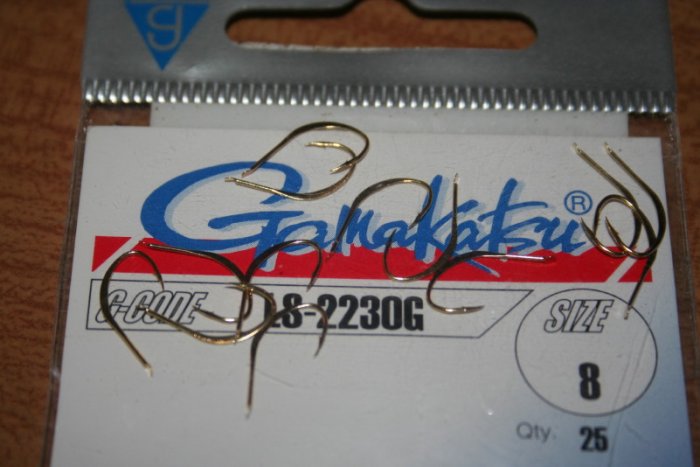 g
Gamakatsu®
G-CODE LS-2230G
SIZE
8
Qty. 25